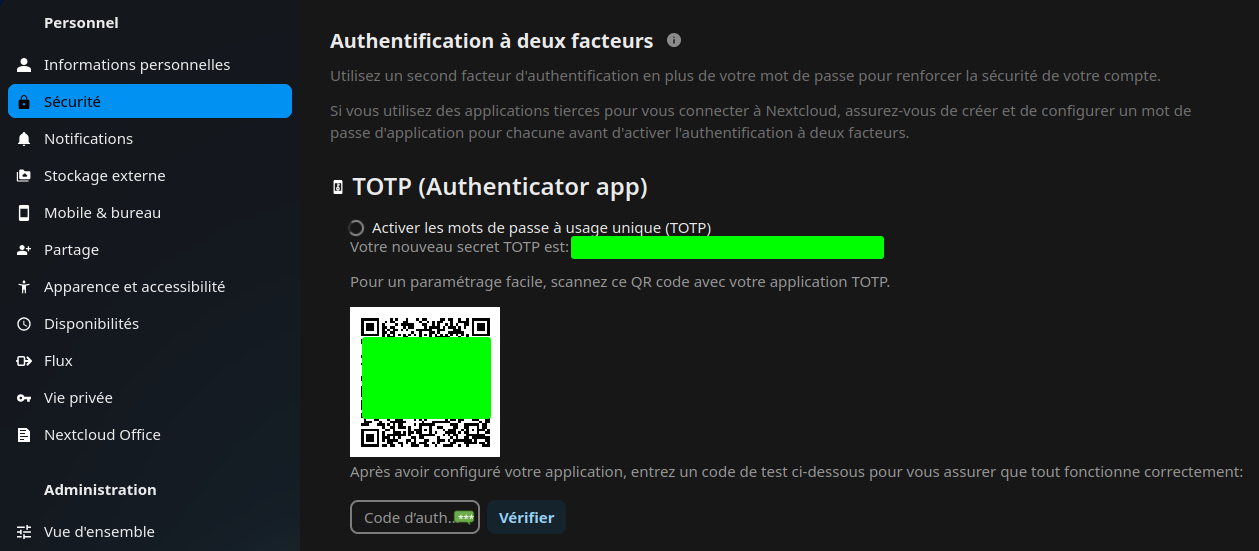 Personnel
Informations personnelles
Sécurité
Notifications
Stockage externe
Mobile & bureau
Partage
Apparence et accessibilité
Disponibilités
Flux
Vie privée
Nextcloud Office
Administration
Vue d'ensemble
Authentification à deux facteurs
Utilisez un second facteur d'authentification en plus de votre mot de passe pour renforcer la sécurité de votre compte.
Si vous utilisez des applications tierces pour vous connecter à Nextcloud, assurez-vous de créer et de configurer un mot de
passe d'application pour chacune avant d'activer l'authentification à deux facteurs.
TOTP (Authenticator app)
Activer les mots de passe à usage unique (TOTP)
Votre nouveau secret TOTP est:
Pour un paramétrage facile, scannez ce QR code avec votre application TOTP.
Après avoir configuré votre application, entrez un code de test ci-dessous pour vous assurer que tout fonctionne correctement:
Code d’auth… ***
Vérifier